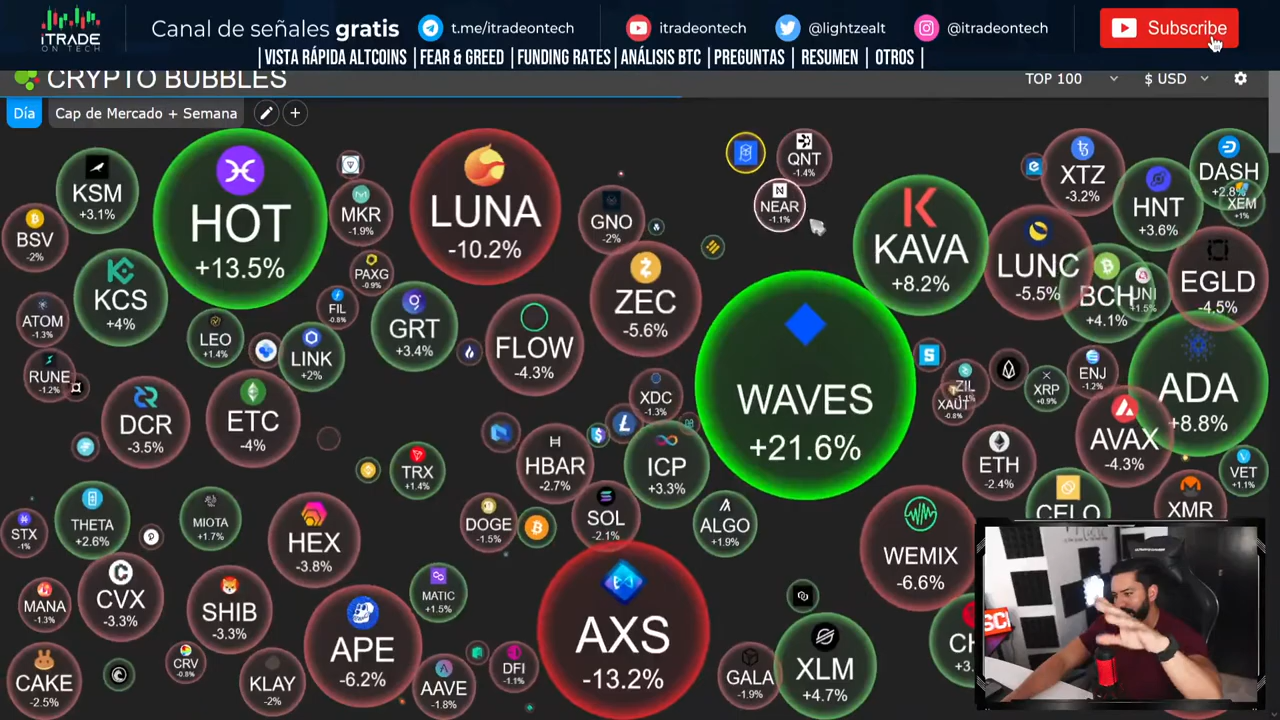 iTRADE
ON TECH
Canal de señales gratis
t.me/itradeontech
itradeontech
@lightzealt
@itradeontech
Subscribe
|VISTA RÁPIDA ALTCOINS |FEAR & GREED |FUNDING RATES|ANÁLISIS BTC |PREGUNTAS | RESUMEN | OTROS |
CRYPTO BUBBLES
TOP 100
$ USD
Día
Cap de Mercado + Semana
KSM
+3.1%
HOT
+13.5%
MKR
-1.9%
LUNA
-10.2%
GNO
-2%
QNT
-1.4%
NEAR
-1.1%
KAVA
+8.2%
XTZ
-3.2%
HNT
+3.6%
DASH
+2.8%
XEM
+1%
BSV
-2%
KCS
+4%
PAXG
-0.9%
ZEC
-5.6%
LUNC
-5.5%
BCH
+4.1%
UNI
+1.5%
EGLD
-4.5%
ATOM
-1.3%
LEO
+1.4%
FIL
-0.8%
GRT
+3.4%
FLOW
-4.3%
LINK
+2%
RUNE
-1.2%
WAVES
+21.6%
ZIL
XAUT
-0.8%
XRP
+0.9%
ENJ
-1.2%
ADA
+8.8%
DCR
-3.5%
ETC
-4%
XDC
-1.3%
AVAX
-4.3%
TRX
+1.4%
HBAR
-2.7%
ICP
+3.3%
ETH
-2.4%
VET
+1.1%
THETA
+2.6%
MIOTA
+1.7%
DOGE
-1.5%
SOL
-2.1%
ALGO
+1.9%
CELO
XMR
STX
-1%
HEX
-3.8%
WEMIX
-6.6%
MANA
-1.3%
CVX
-3.3%
SHIB
-3.3%
MATIC
+1.5%
AXS
-13.2%
APE
-6.2%
CAKE
-2.5%
CRV
-0.8%
KLAY
-2%
AAVE
-1.8%
DFI
-1.1%
GALA
-1.9%
XLM
+4.7%